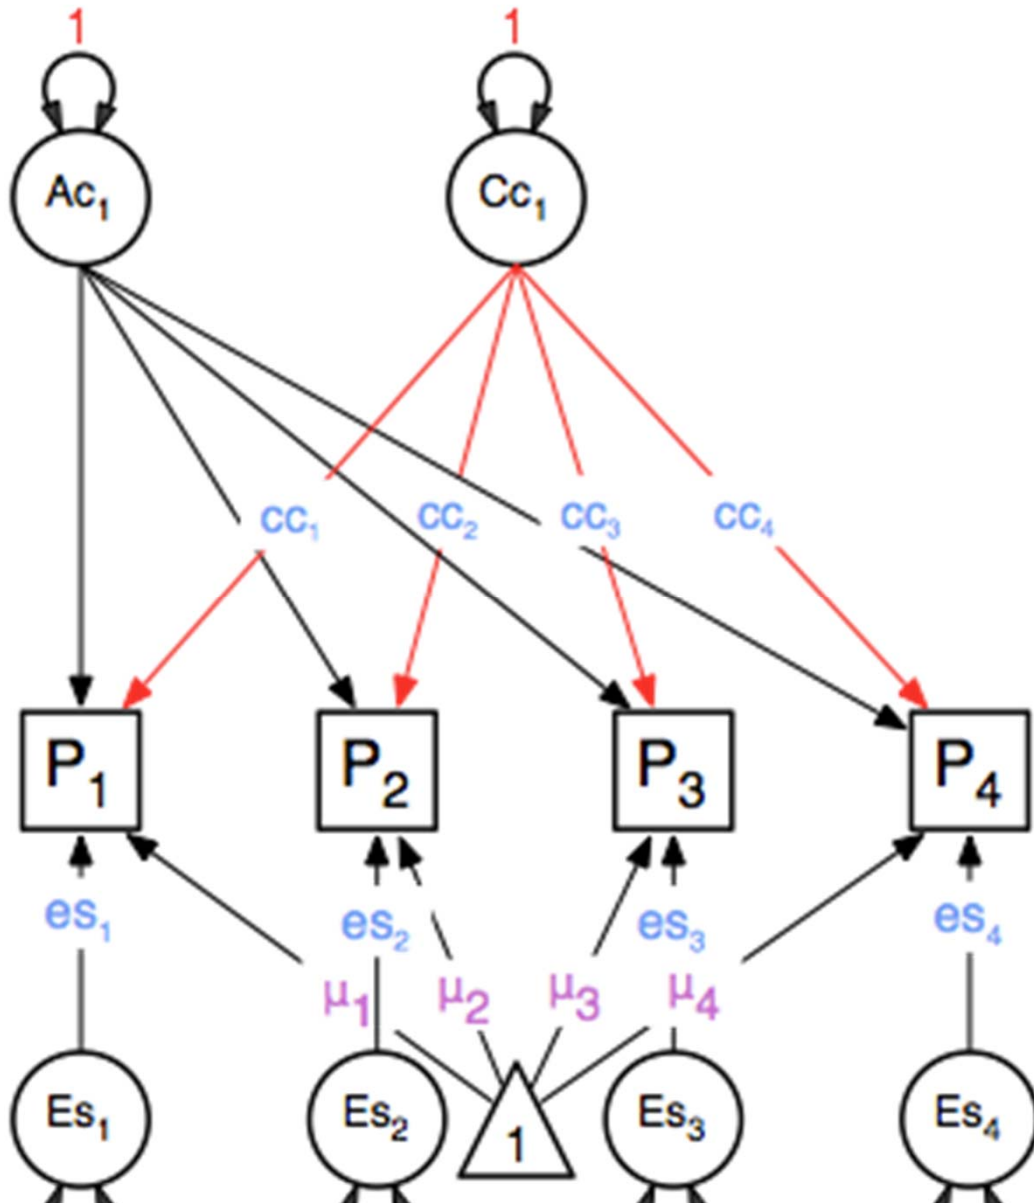 1 1
Ac₁ Cc₁
cc₁ cc₂ cc₃ cc₄
P₁ P₂ P₃ P₄
es₁ es₂ es₃ es₄
μ₁ μ₂ μ₃ μ₄
Es₁ Es₂ 1 Es₃ Es₄